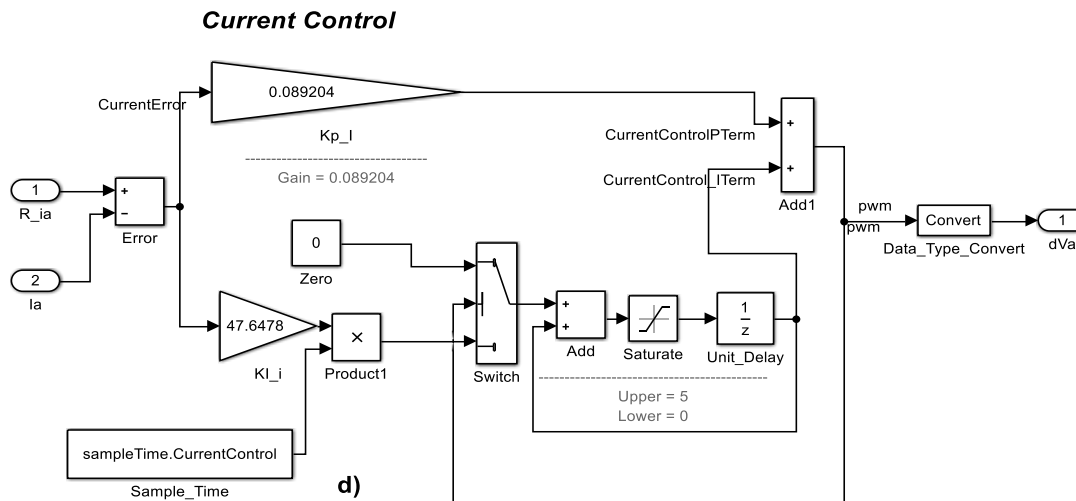 Current Control
0.089204
CurrentError
Kp_I
Gain = 0.089204
CurrentControlPTerm
CurrentControl_ITerm
+
+
Add1
1
R_ia
+
−
Error
2
Ia
0
Zero
pwm
pwm
Convert
Data_Type_Convert
1
dVa
47.6478
KI_i
×
Product1
Switch
+
+
Add
Saturate
1
z
Unit_Delay
Upper = 5
Lower = 0
sampleTime.CurrentControl
Sample_Time
d)